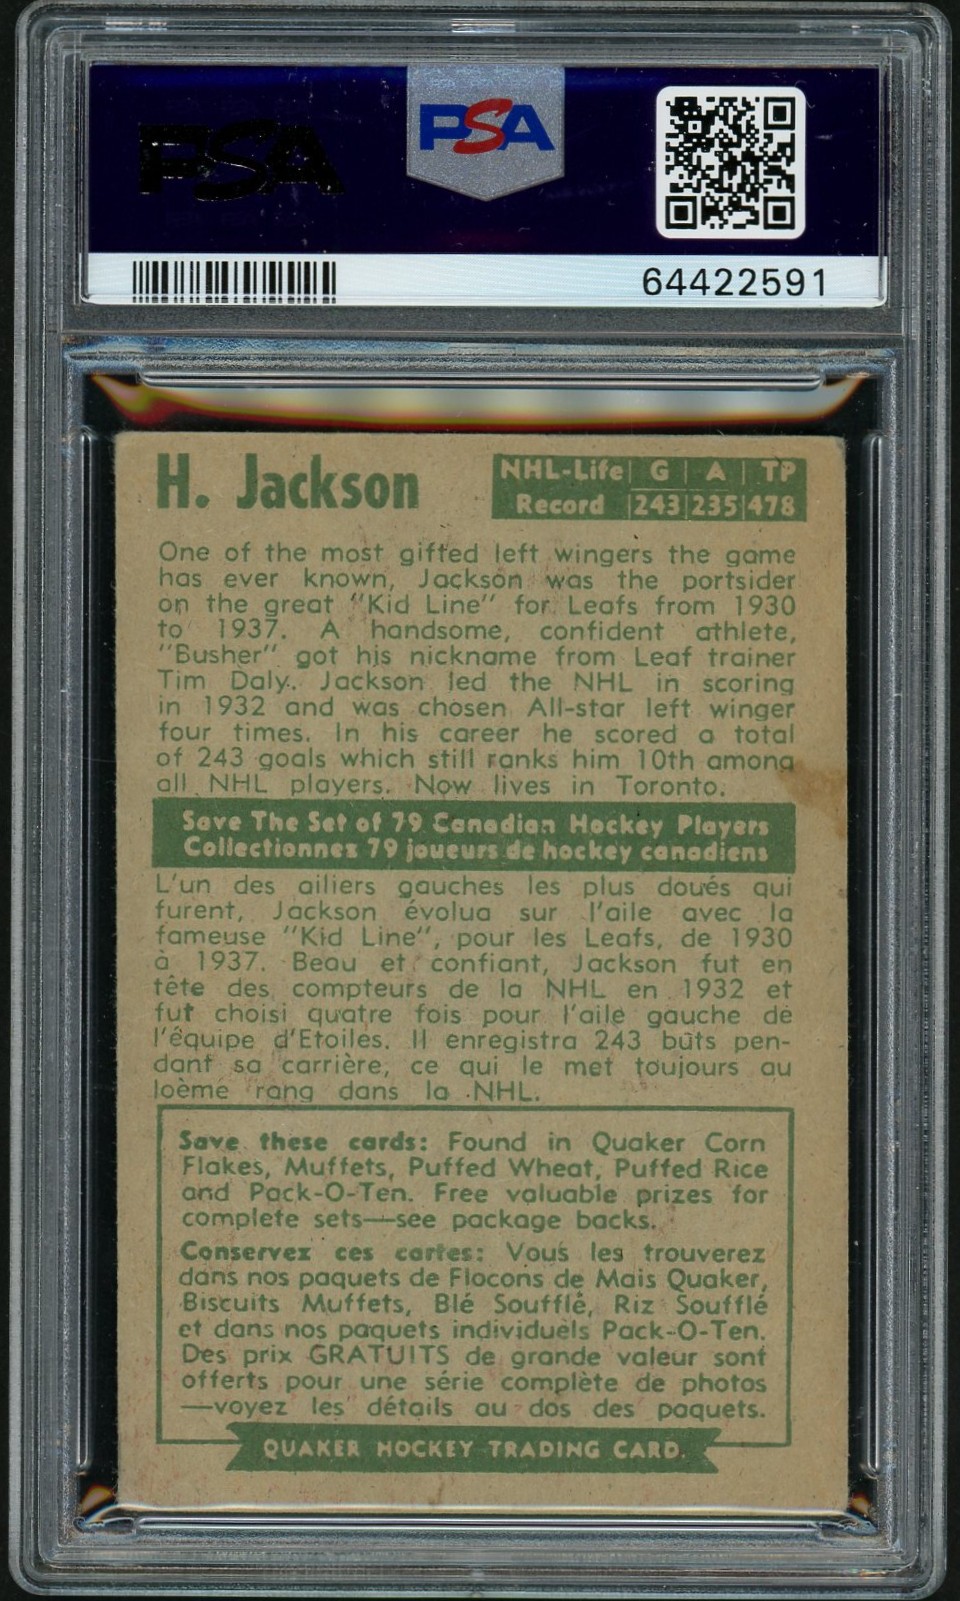 PSA
PSA
64422591
H. Jackson
NHL-Life G A TP
Record 243 235 478
One of the most gifted left wingers the game
has ever known, Jackson was the portsider
on the great "Kid Line" for Leafs from 1930
to 1937. A handsome, confident athlete,
"Busher" got his nickname from Leaf trainer
Tim Daly. Jackson led the NHL in scoring
in 1932 and was chosen All-star left winger
four times. In his career he scored a total
of 243 goals which still ranks him 10th among
all NHL players. Now lives in Toronto.
Save The Set of 79 Canadian Hockey Players
Collectionnez 79 joueurs de hockey canadiens
L'un des ailiers gauches les plus doués qui
furent, Jackson évolua sur l'aile avec la
fameuse "Kid Line", pour les Leafs, de 1930
à 1937. Beau et confiant, Jackson fut en
tête des compteurs de la NHL en 1932 et
fut choisi quatre fois pour l'aile gauche de
l'équipe d'Etoiles. Il enregistra 243 buts pen-
dant sa carrière, ce qui le met toujours au
loème rang dans la NHL.
Save these cards: Found in Quaker Corn
Flakes, Muffets, Puffed Wheat, Puffed Rice
and Pack-O-Ten. Free valuable prizes for
complete sets—see package backs.
Conservez ces cartes: Vous les trouverez
dans nos paquets de Flocons de Mais Quaker,
Biscuits Muffets, Blé Soufflé, Riz Soufflé
et dans nos paquets individuels Pack-O-Ten.
Des prix GRATUITS de grande valeur sont
offerts pour une série complète de photos
—voyez les détails au dos des paquets.
QUAKER HOCKEY TRADING CARD.